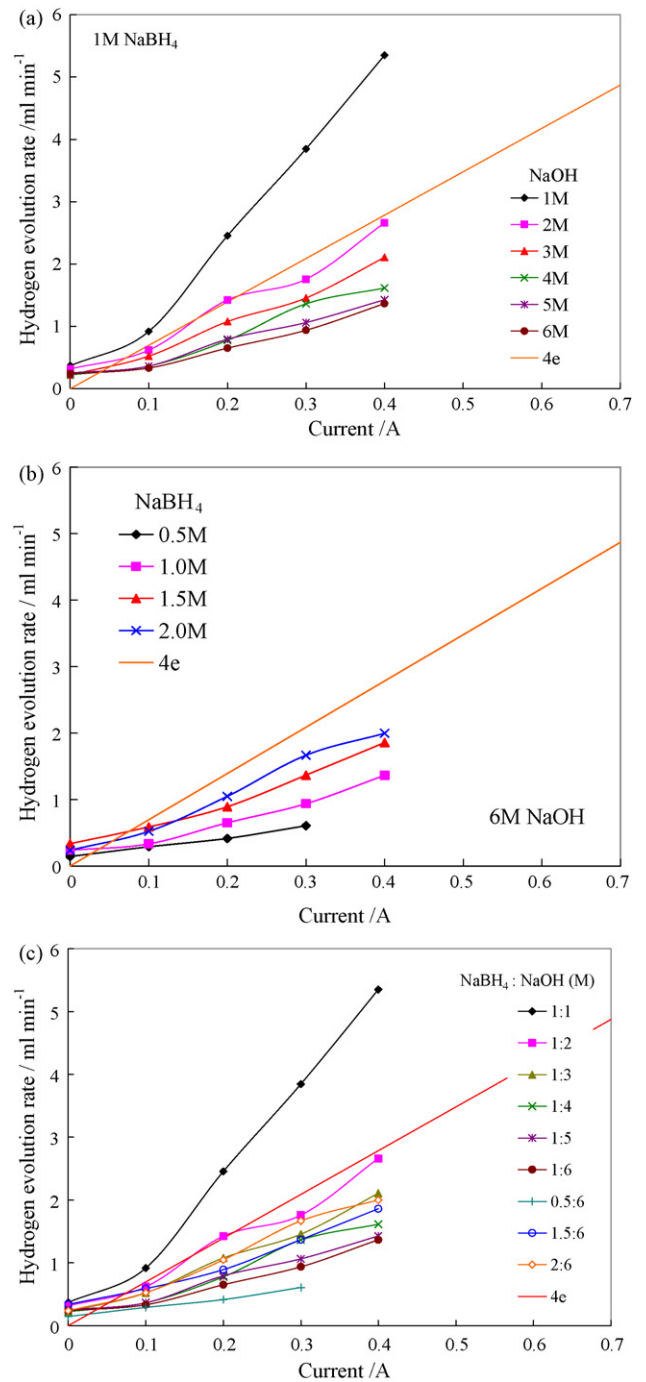 (a)
1M NaBH₄
Hydrogen evolution rate /ml min⁻¹
6
5
4
3
2
1
0
0 0.1 0.2 0.3 0.4 0.5 0.6 0.7
Current /A
NaOH
1M
2M
3M
4M
5M
6M
4e
(b)
NaBH₄
0.5M
1.0M
1.5M
2.0M
4e
Hydrogen evolution rate / ml min⁻¹
6
5
4
3
2
1
0
6M NaOH
0 0.1 0.2 0.3 0.4 0.5 0.6 0.7
Current /A
(c)
NaBH₄ : NaOH (M)
1:1
1:2
1:3
1:4
1:5
1:6
0.5:6
1.5:6
2:6
4e
Hydrogen evolution rate / ml min⁻¹
6
5
4
3
2
1
0
0 0.1 0.2 0.3 0.4 0.5 0.6 0.7
Current /A